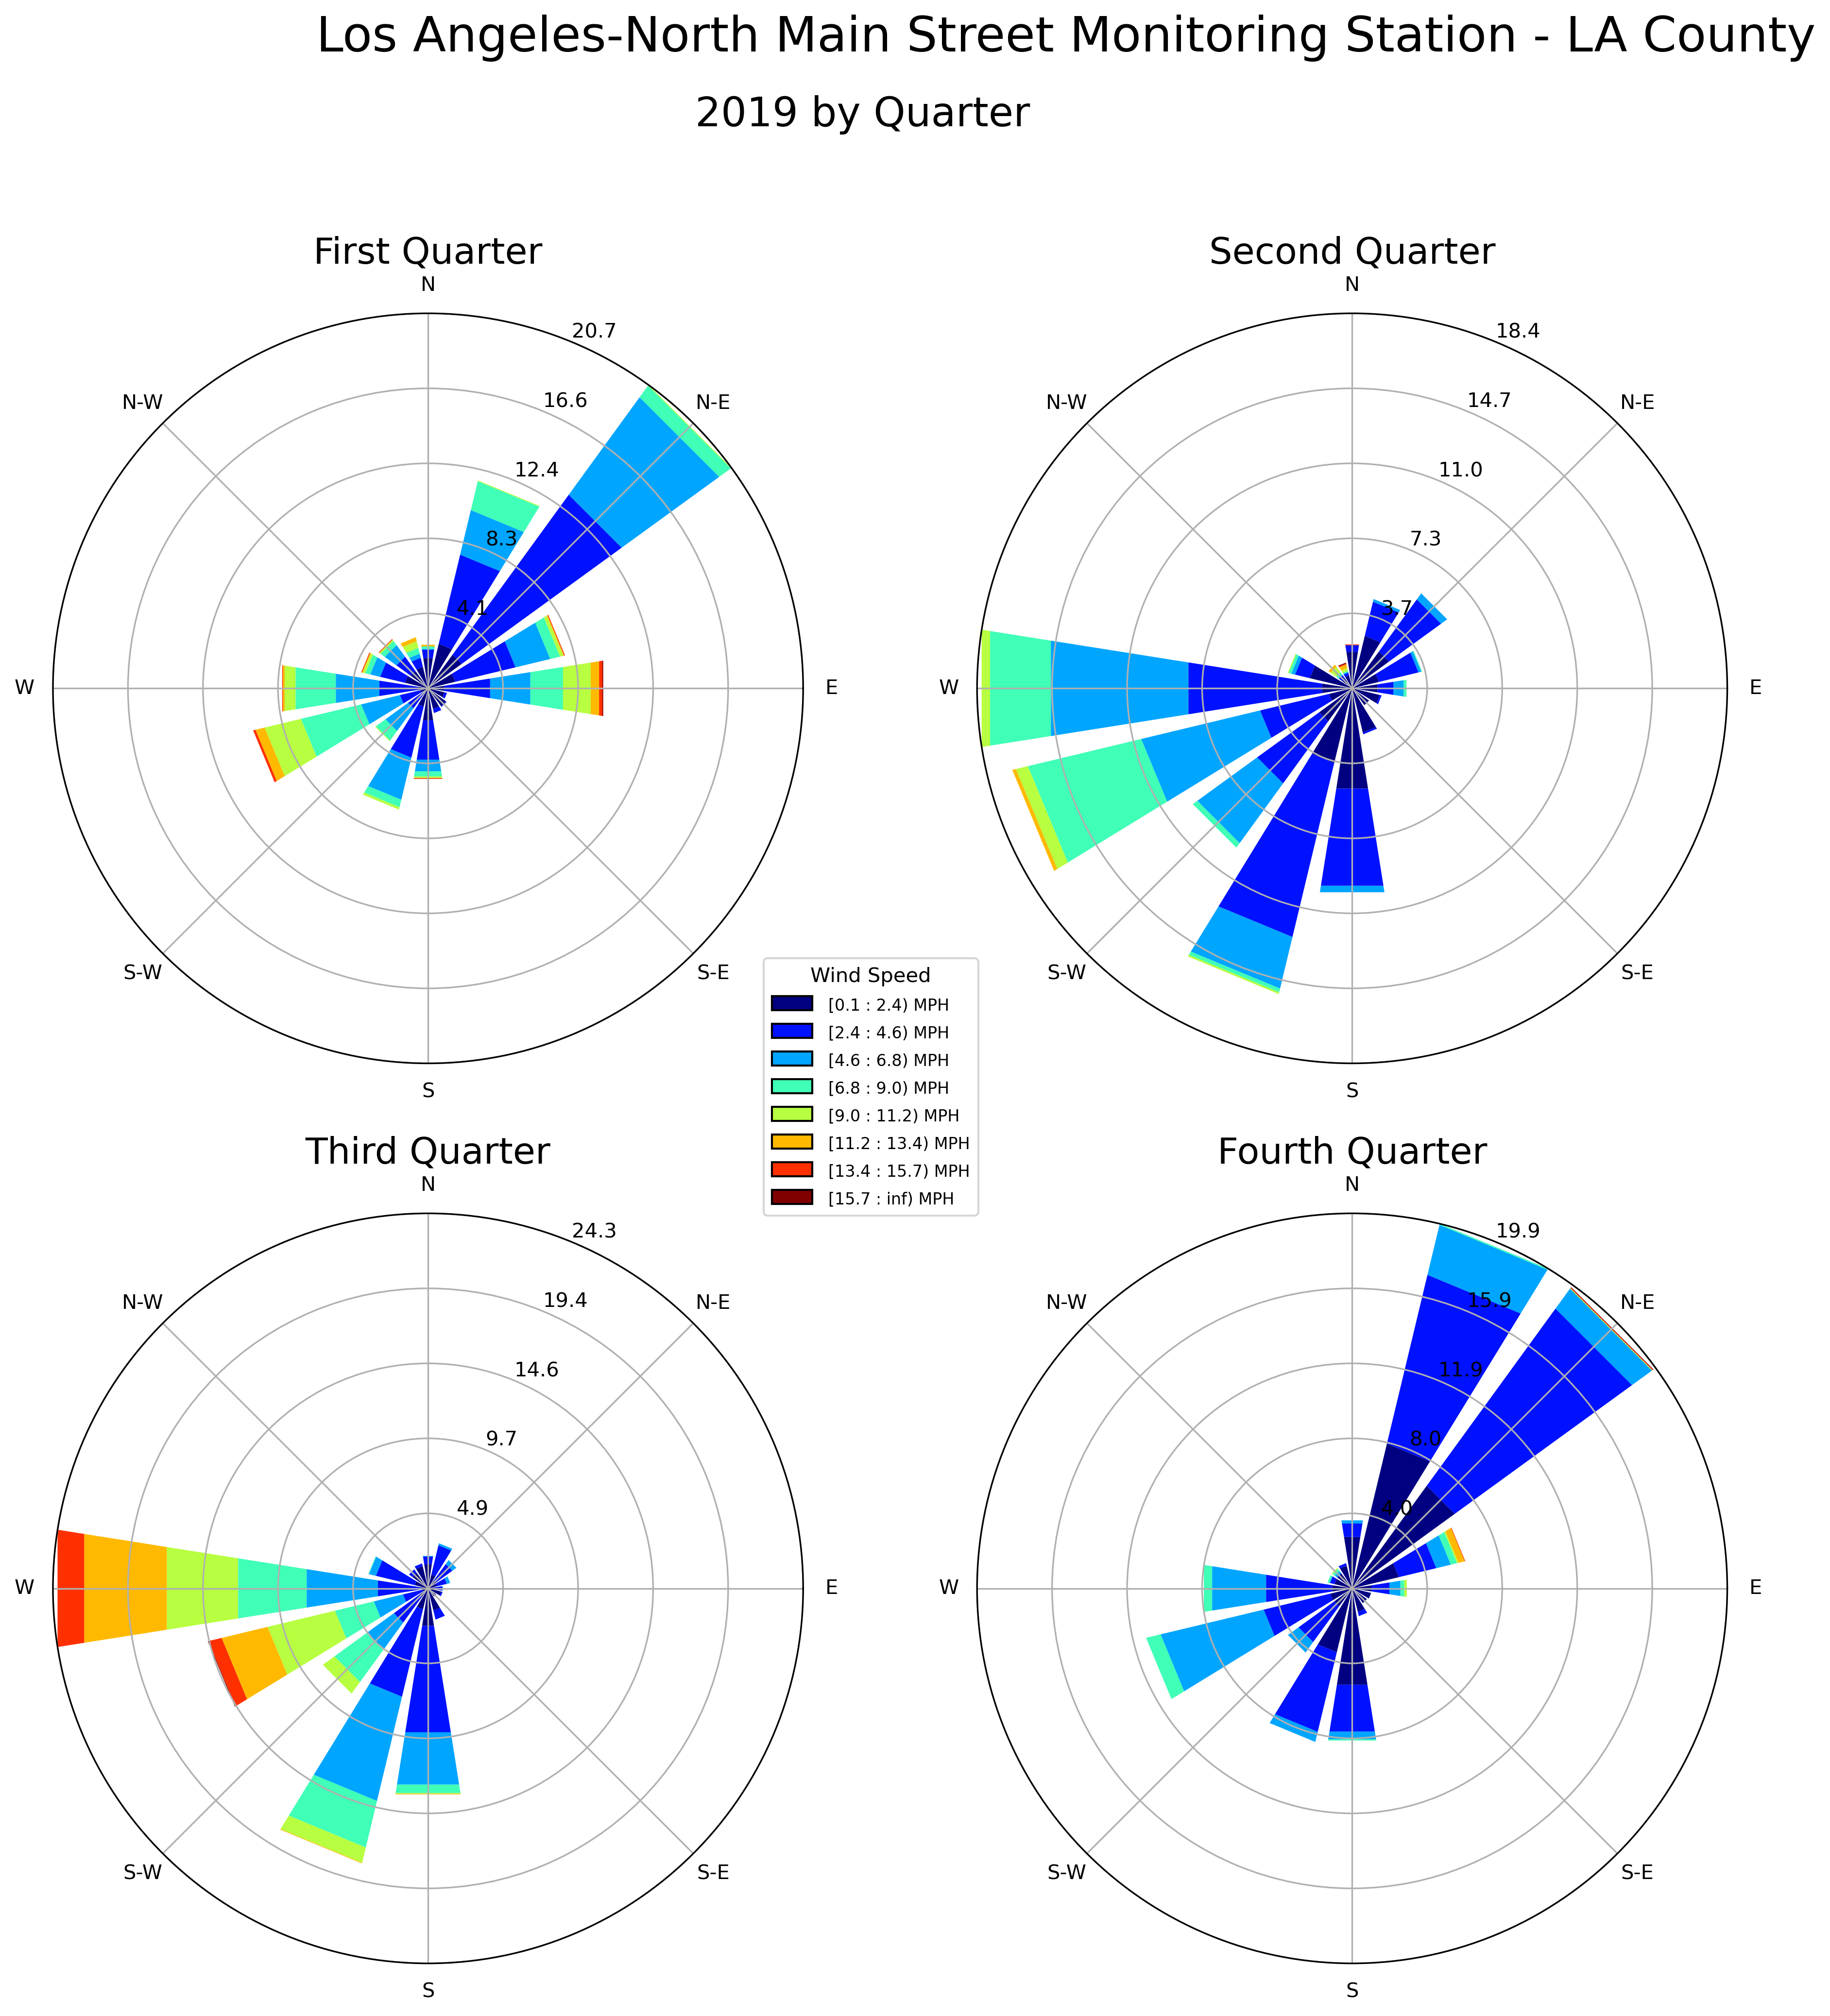 Los Angeles-North Main Street Monitoring Station - LA County
2019 by Quarter
First Quarter
N
20.7
N-W
16.6
N-E
12.4
8.3
4.1
W
E
S-W
S-E
S
Second Quarter
N
18.4
N-W
14.7
N-E
11.0
7.3
3.7
W
E
S-W
S-E
S
Wind Speed
[0.1 : 2.4) MPH
[2.4 : 4.6) MPH
[4.6 : 6.8) MPH
[6.8 : 9.0) MPH
[9.0 : 11.2) MPH
[11.2 : 13.4) MPH
[13.4 : 15.7) MPH
[15.7 : inf) MPH
Third Quarter
N
24.3
N-W
19.4
N-E
14.6
9.7
4.9
W
E
S-W
S-E
S
Fourth Quarter
N
19.9
N-W
15.9
N-E
11.9
8.0
4.0
W
E
S-W
S-E
S